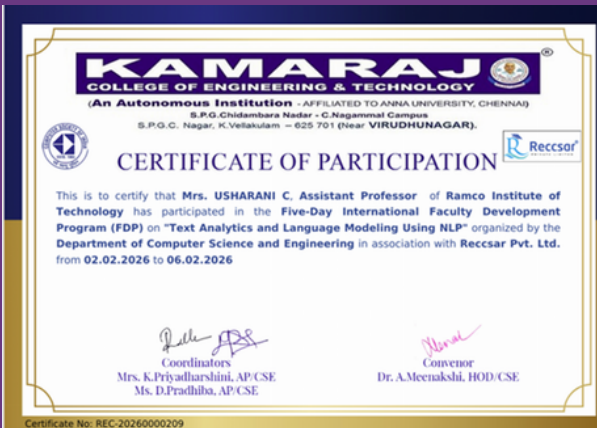 KAMARAJ
®
COLLEGE OF ENGINEERING & TECHNOLOGY
(An Autonomous Institution - AFFILIATED TO ANNA UNIVERSITY, CHENNAI)
S.P.G.Chidambara Nadar - C.Nagammal Campus
S.P.G.C. Nagar, K.Vellakulam – 625 701 (Near VIRUDHUNAGAR).
Reccsar
CERTIFICATE OF PARTICIPATION
This is to certify that Mrs. USHARANI C, Assistant Professor of Ramco Institute of
Technology has participated in the Five-Day International Faculty Development
Program (FDP) on "Text Analytics and Language Modeling Using NLP" organized by the
Department of Computer Science and Engineering in association with Reccsar Pvt. Ltd.
from 02.02.2026 to 06.02.2026
Coordinators
Mrs. K.Priyadharshini, AP/CSE
Ms. D.Pradhiba, AP/CSE
Convenor
Dr. A.Meenakshi, HOD/CSE
Certificate No: REC-20260000209